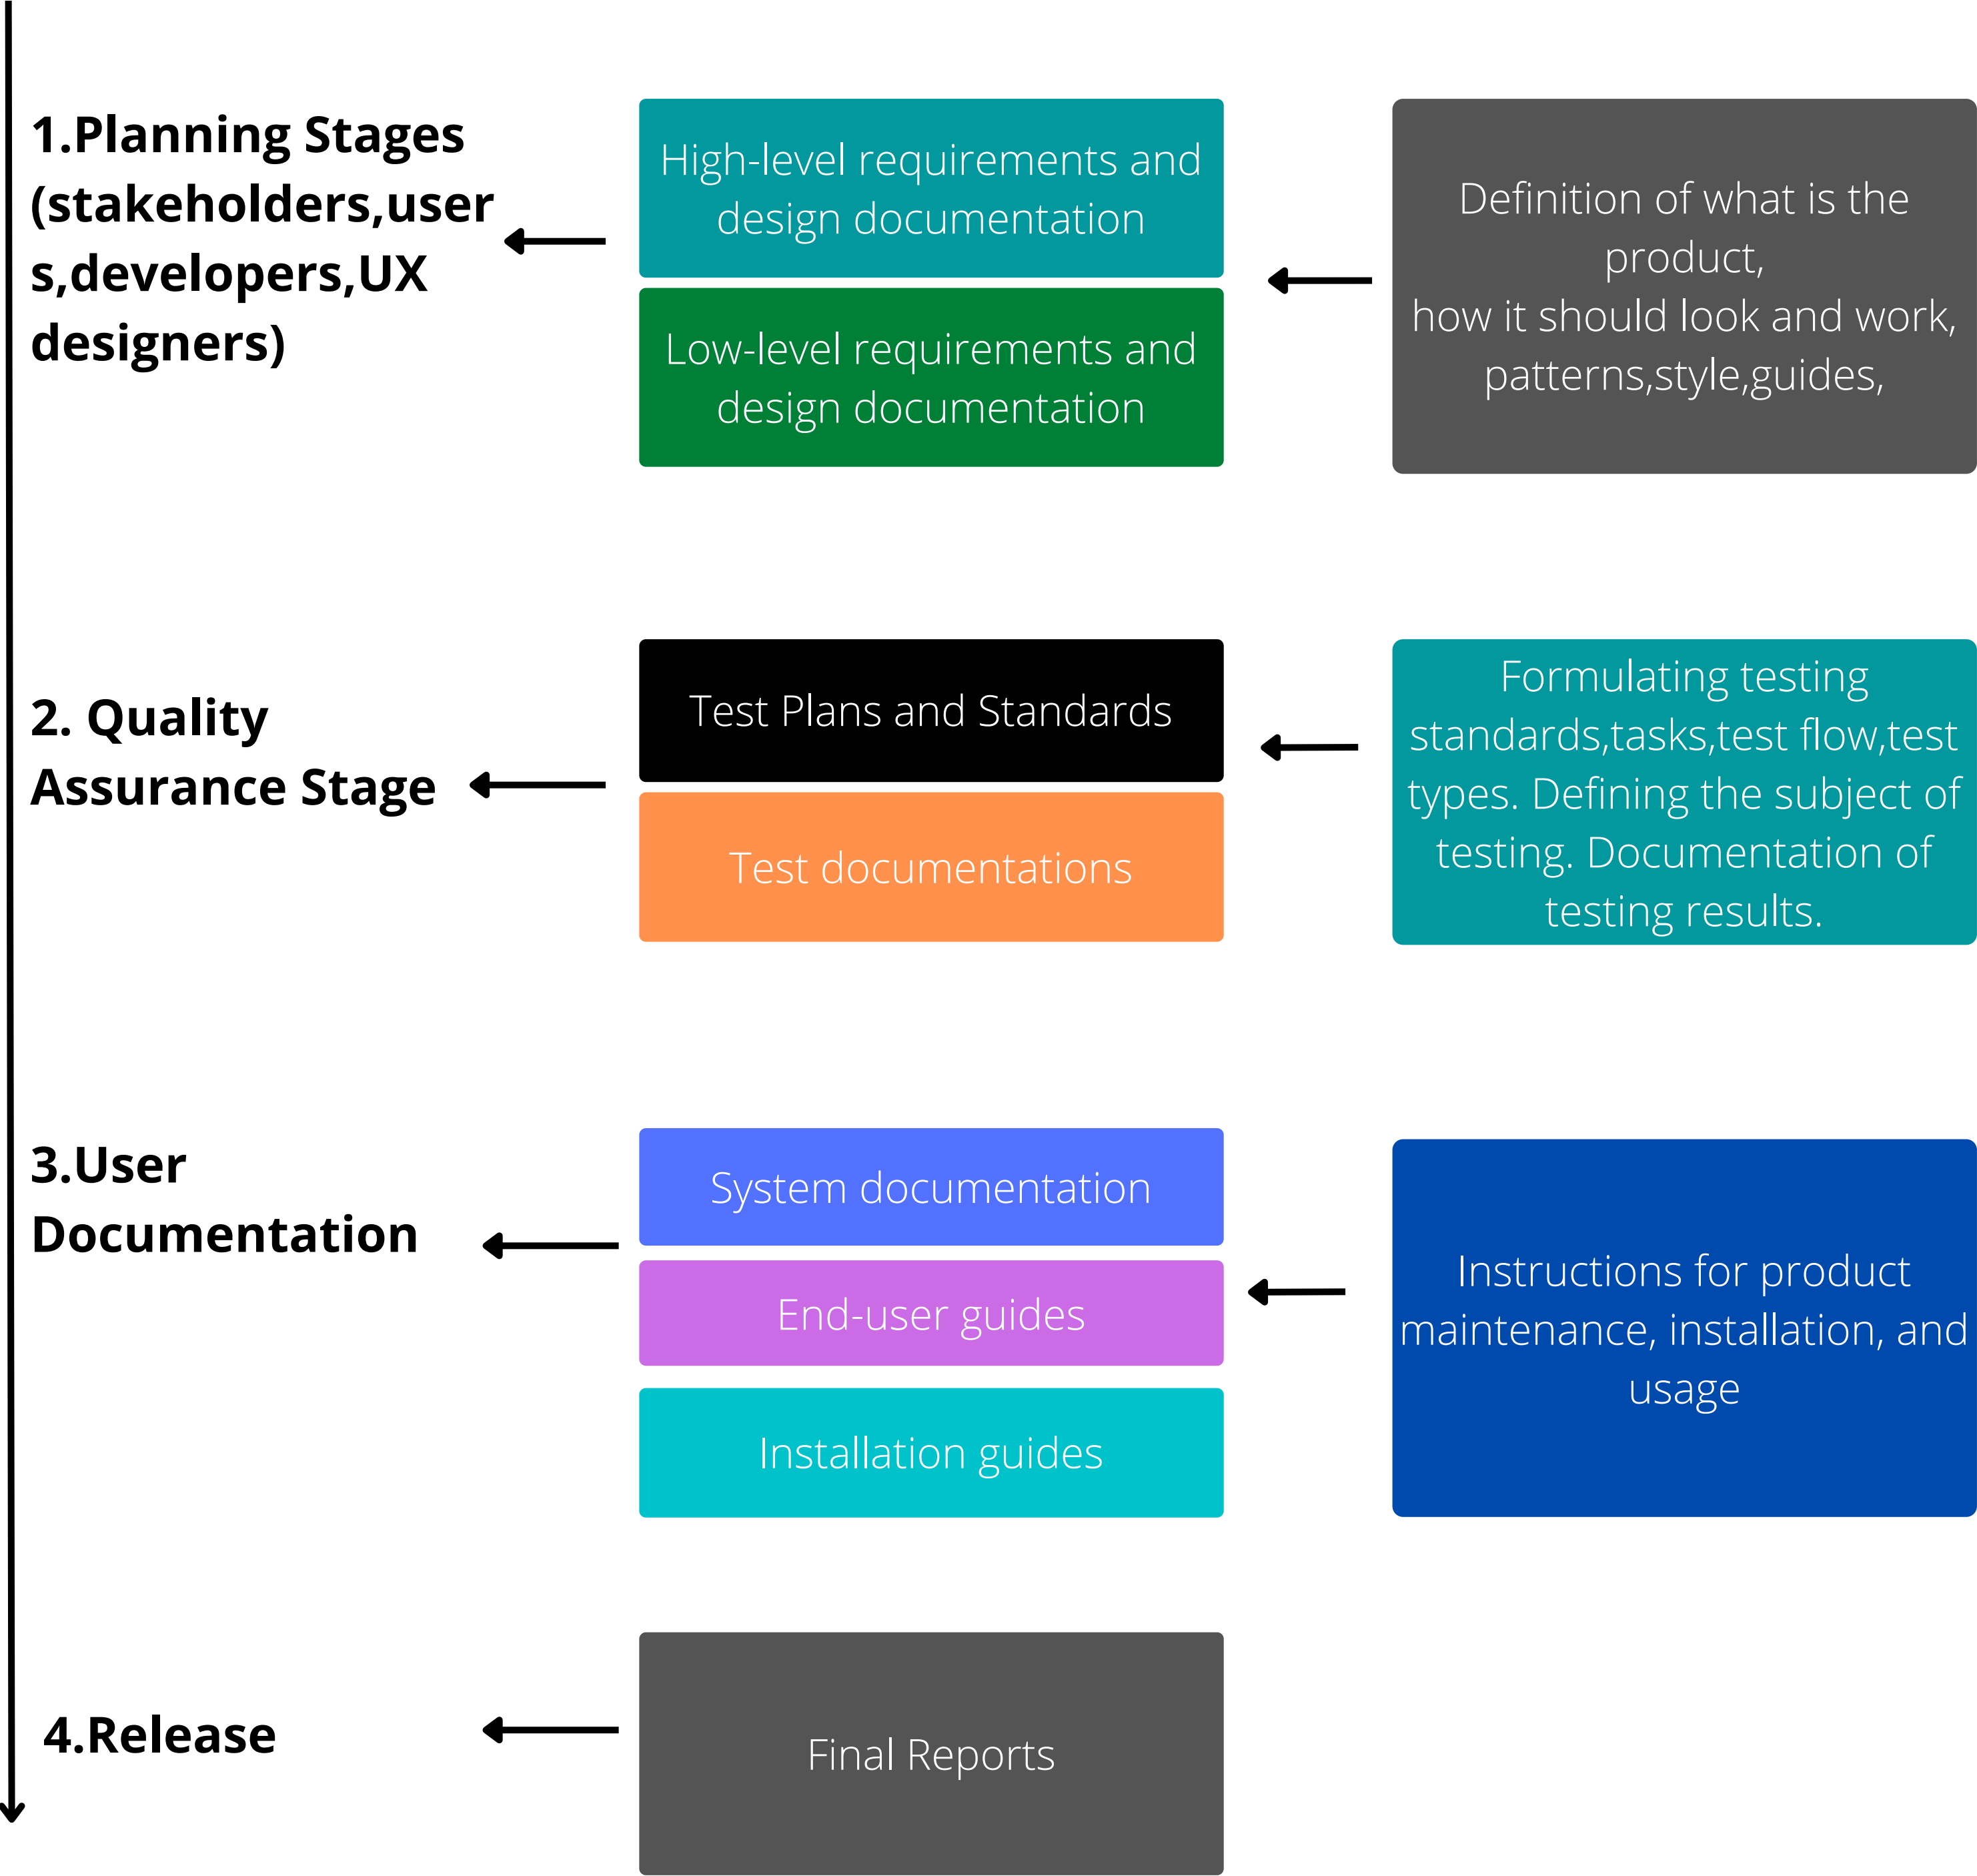 1.Planning Stages
(stakeholders,user
s,developers,UX
designers)
High-level requirements and
design documentation
Low-level requirements and
design documentation
Definition of what is the
product,
how it should look and work,
patterns,style,guides,
2. Quality
Assurance Stage
Test Plans and Standards
Test documentations
Formulating testing
standards,tasks,test flow,test
types. Defining the subject of
testing. Documentation of
testing results.
3.User
Documentation
System documentation
End-user guides
Installation guides
Instructions for product
maintenance, installation, and
usage
4.Release
Final Reports